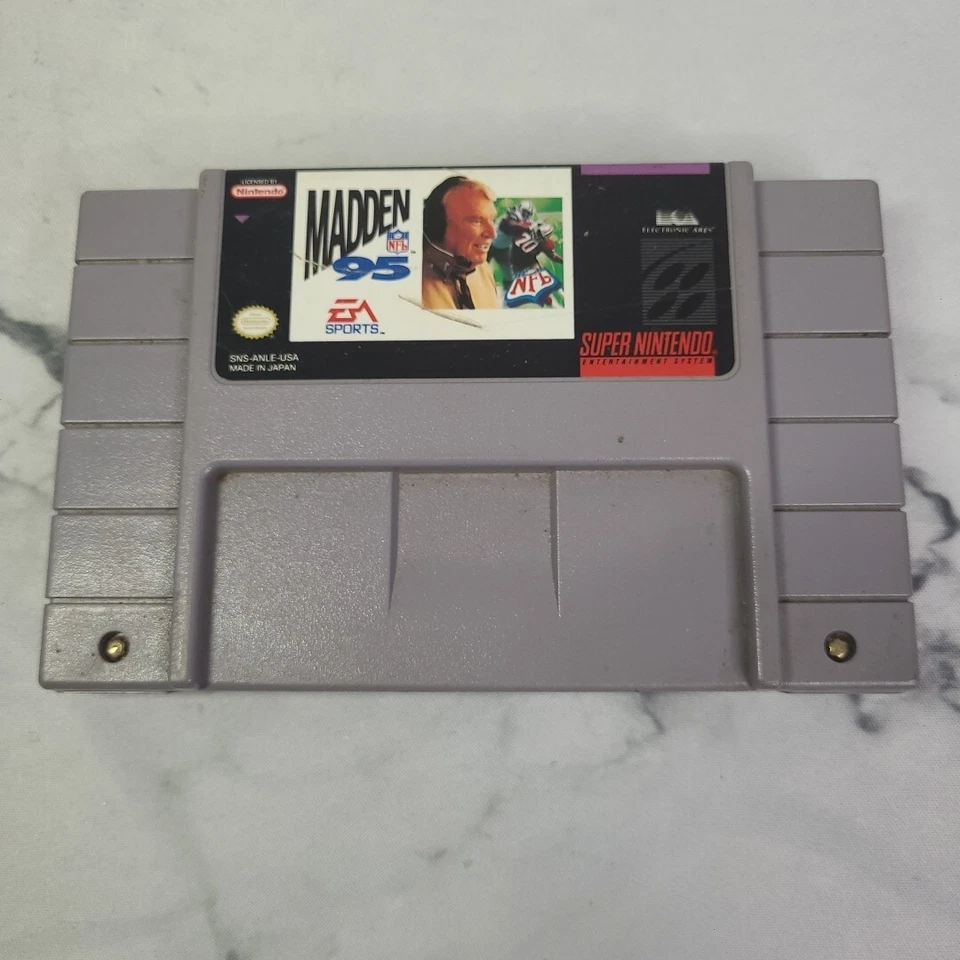 LICENSED BY
Nintendo
MADDEN
NFL
95
EA
SPORTS
20
NFL
SNS-ANLE-USA
MADE IN JAPAN
ELECTRONIC ARTS
SUPER NINTENDO
ENTERTAINMENT SYSTEM